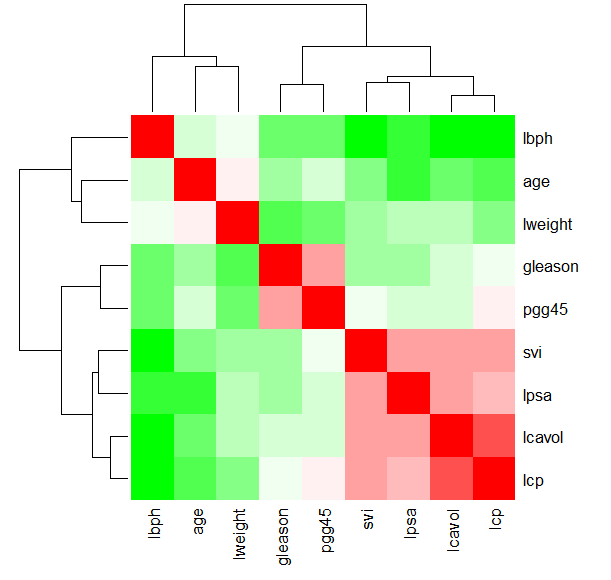 lbph
age
lweight
gleason
pgg45
svi
lpsa
lcavol
lcp
lbph
age
lweight
gleason
pgg45
svi
lpsa
lcavol
lcp